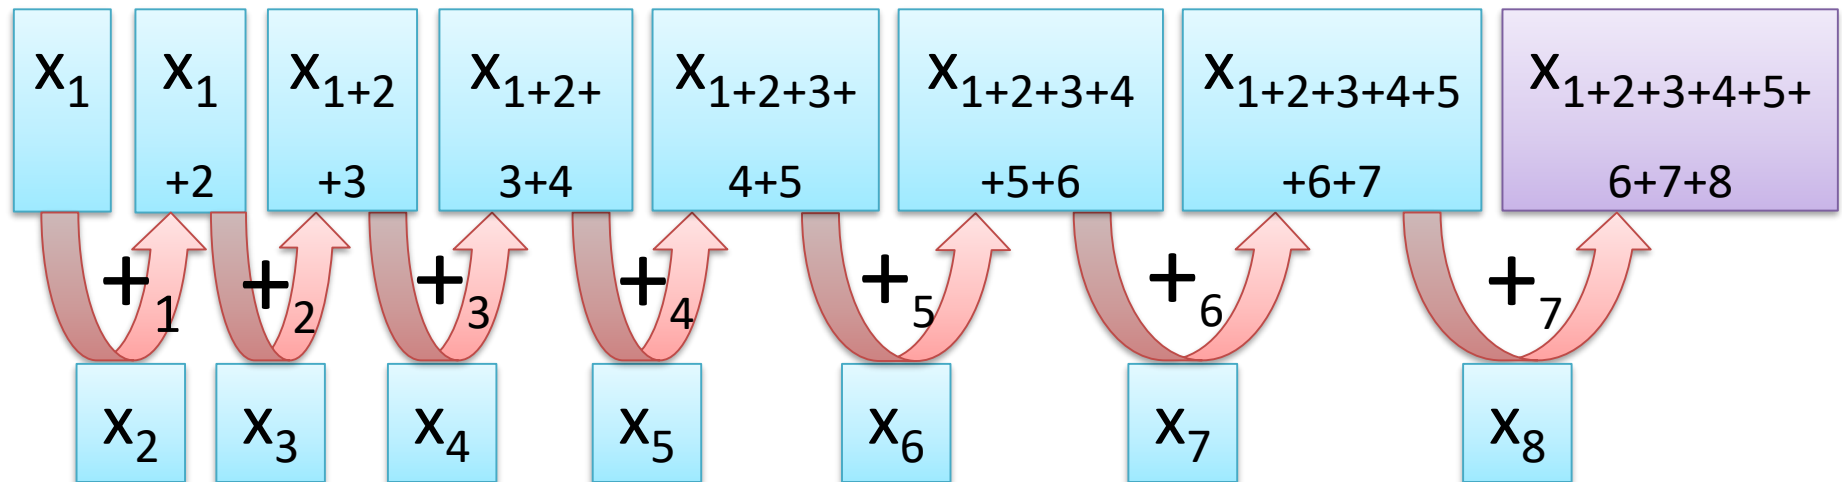 x₁ x₁ x₁₊₂ x₁₊₂₊ x₁₊₂₊₃₊ x₁₊₂₊₃₊₄ x₁₊₂₊₃₊₄₊₅ x₁₊₂₊₃₊₄₊₅₊
+2 +3 3+4 4+5 +5+6 +6+7 6+7+8
+₁ +₂ +₃ +₄ +₅ +₆ +₇
x₂ x₃ x₄ x₅ x₆ x₇ x₈